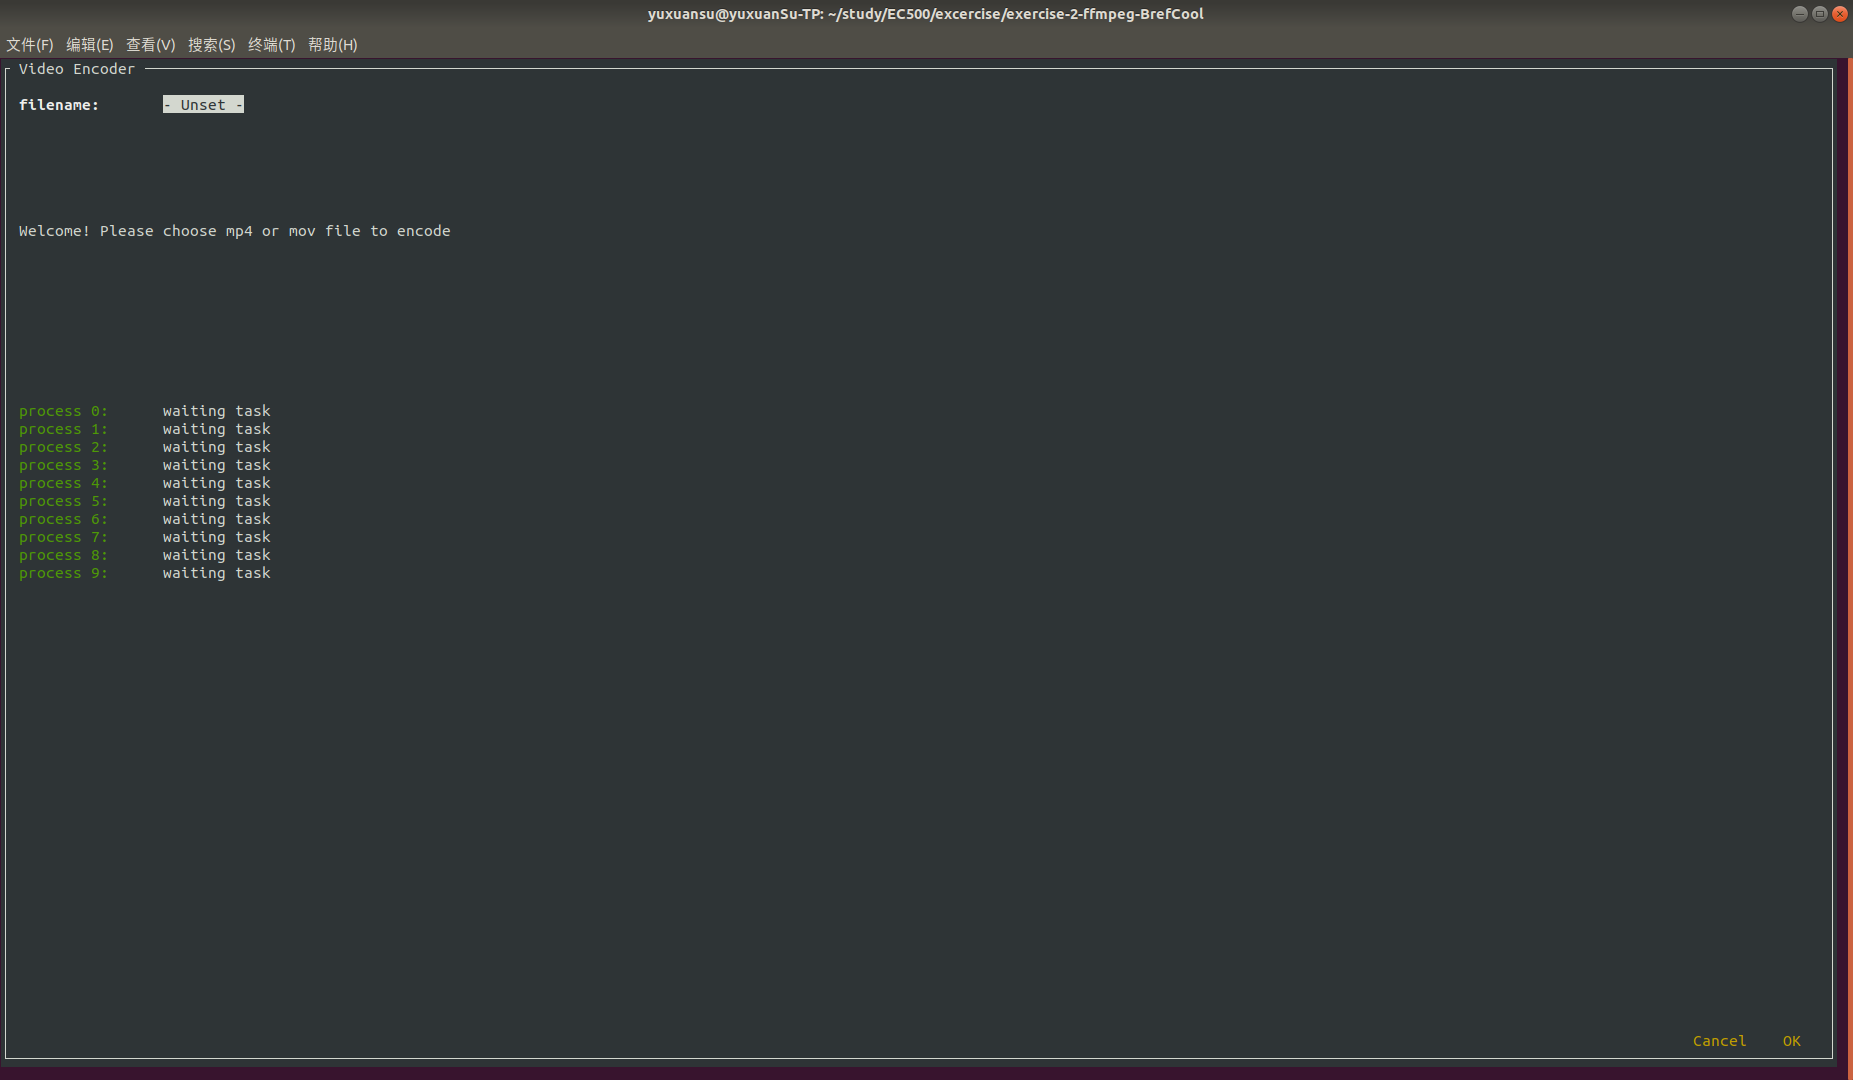 yuxuansu@yuxuanSu-TP: ~/study/EC500/excercise/exercise-2-ffmpeg-BrefCool
文件(F) 编辑(E) 查看(V) 搜索(S) 终端(T) 帮助(H)
Video Encoder
filename: - Unset -
Welcome! Please choose mp4 or mov file to encode
process 0: waiting task
process 1: waiting task
process 2: waiting task
process 3: waiting task
process 4: waiting task
process 5: waiting task
process 6: waiting task
process 7: waiting task
process 8: waiting task
process 9: waiting task
Cancel OK